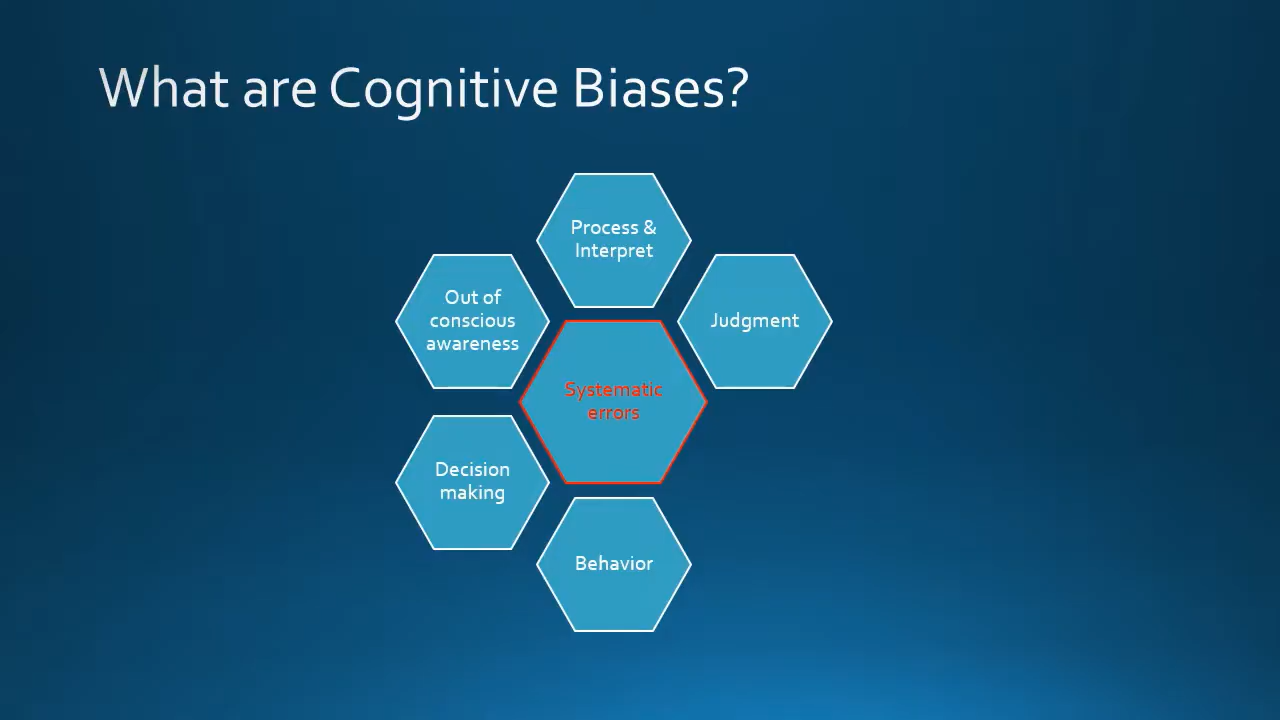 What are Cognitive Biases?
Process &
Interpret
Out of
conscious
awareness
Judgment
Systematic
errors
Decision
making
Behavior